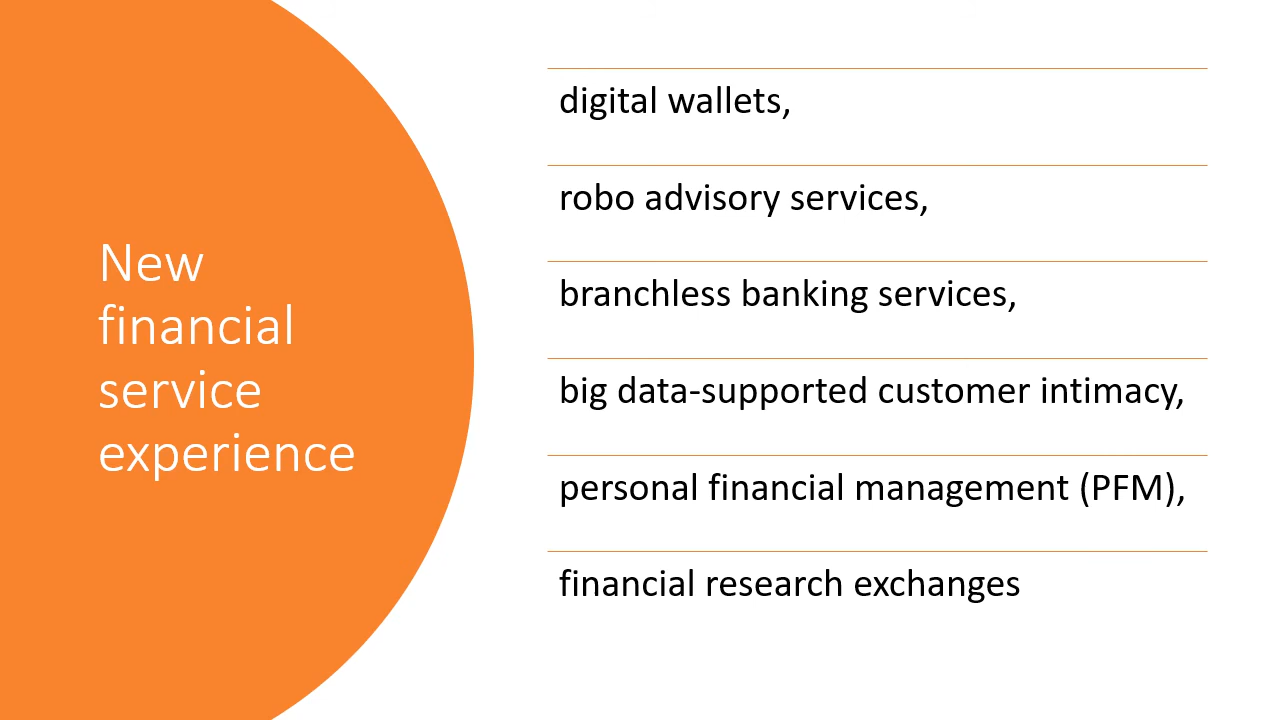 New
financial
service
experience
digital wallets,
robo advisory services,
branchless banking services,
big data-supported customer intimacy,
personal financial management (PFM),
financial research exchanges